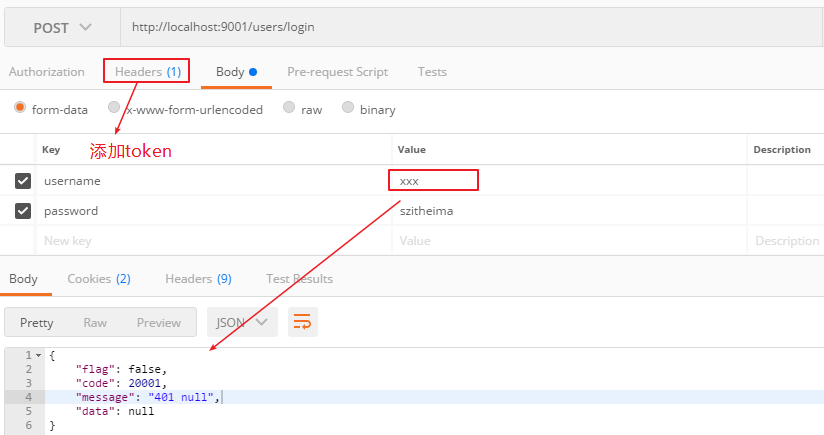 POST http://localhost:9001/users/login
Authorization Headers (1) Body Pre-request Script Tests
form-data x-www-form-urlencoded raw binary
添加token
Key Value Description
username xxx
password szitheima
New key Value Description
Body Cookies (2) Headers (9) Test Results
Pretty Raw Preview JSON
1 {
2 "flag": false,
3 "code": 20001,
4 "message": "401 null",
5 "data": null
6 }